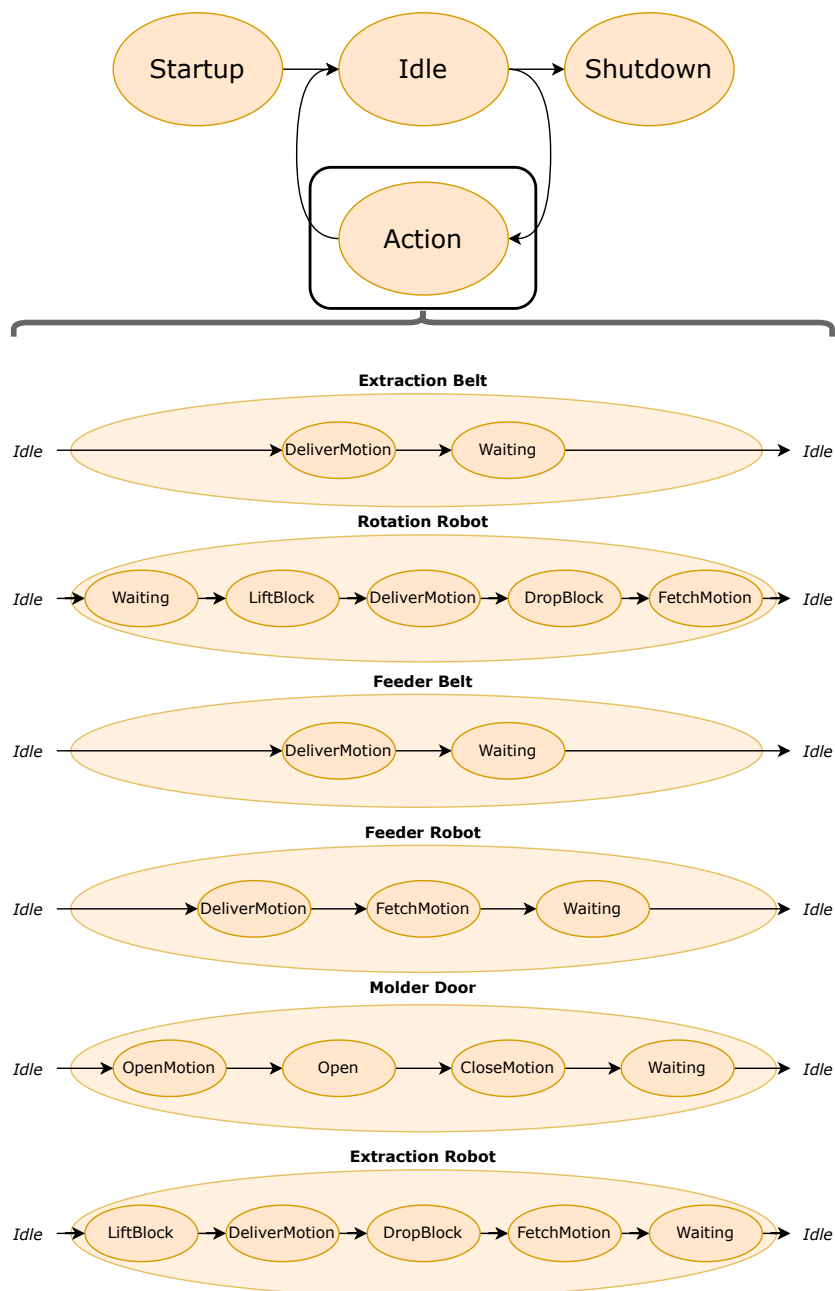 Startup
Idle
Shutdown
Action
Extraction Belt
Idle
DeliverMotion
Waiting
Idle
Rotation Robot
Idle
Waiting
LiftBlock
DeliverMotion
DropBlock
FetchMotion
Idle
Feeder Belt
Idle
DeliverMotion
Waiting
Idle
Feeder Robot
Idle
DeliverMotion
FetchMotion
Waiting
Idle
Molder Door
Idle
OpenMotion
Open
CloseMotion
Waiting
Idle
Extraction Robot
Idle
LiftBlock
DeliverMotion
DropBlock
FetchMotion
Waiting
Idle